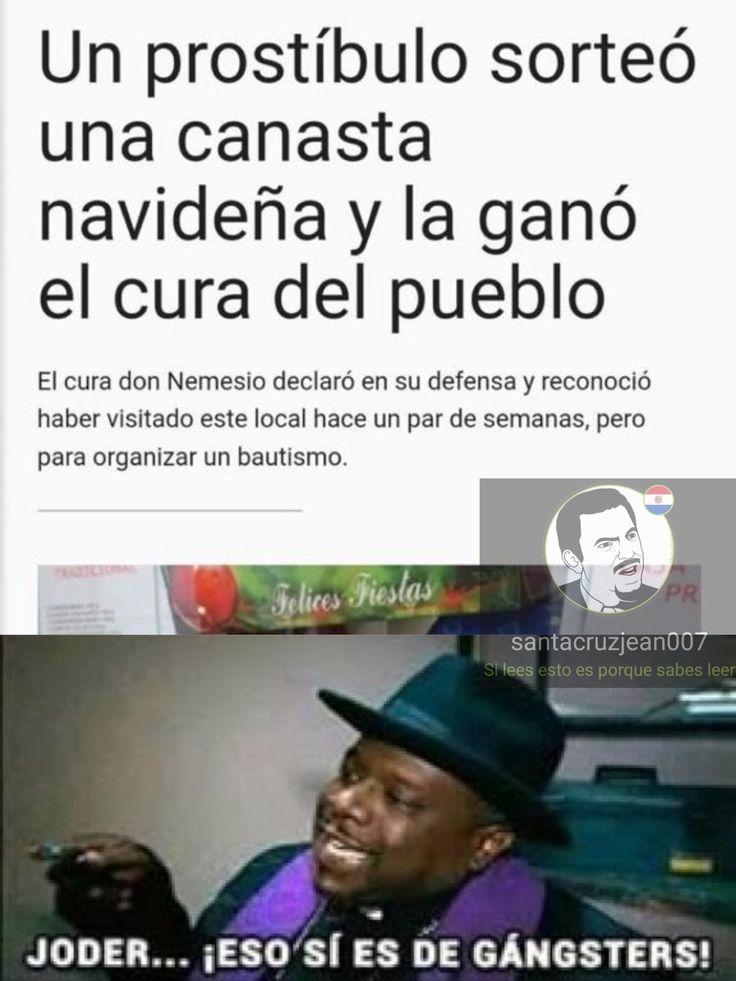 Un prostíbulo sorteó
una canasta
navideña y la ganó
el cura del pueblo
El cura don Nemesio declaró en su defensa y reconoció
haber visitado este local hace un par de semanas, pero
para organizar un bautismo.
TRADICIONAL
Felices Fiestas
PR
santacruzjean007
Si lees esto es porque sabes leer
JODER... ¡ESO SÍ ES DE GÁNGSTERS!